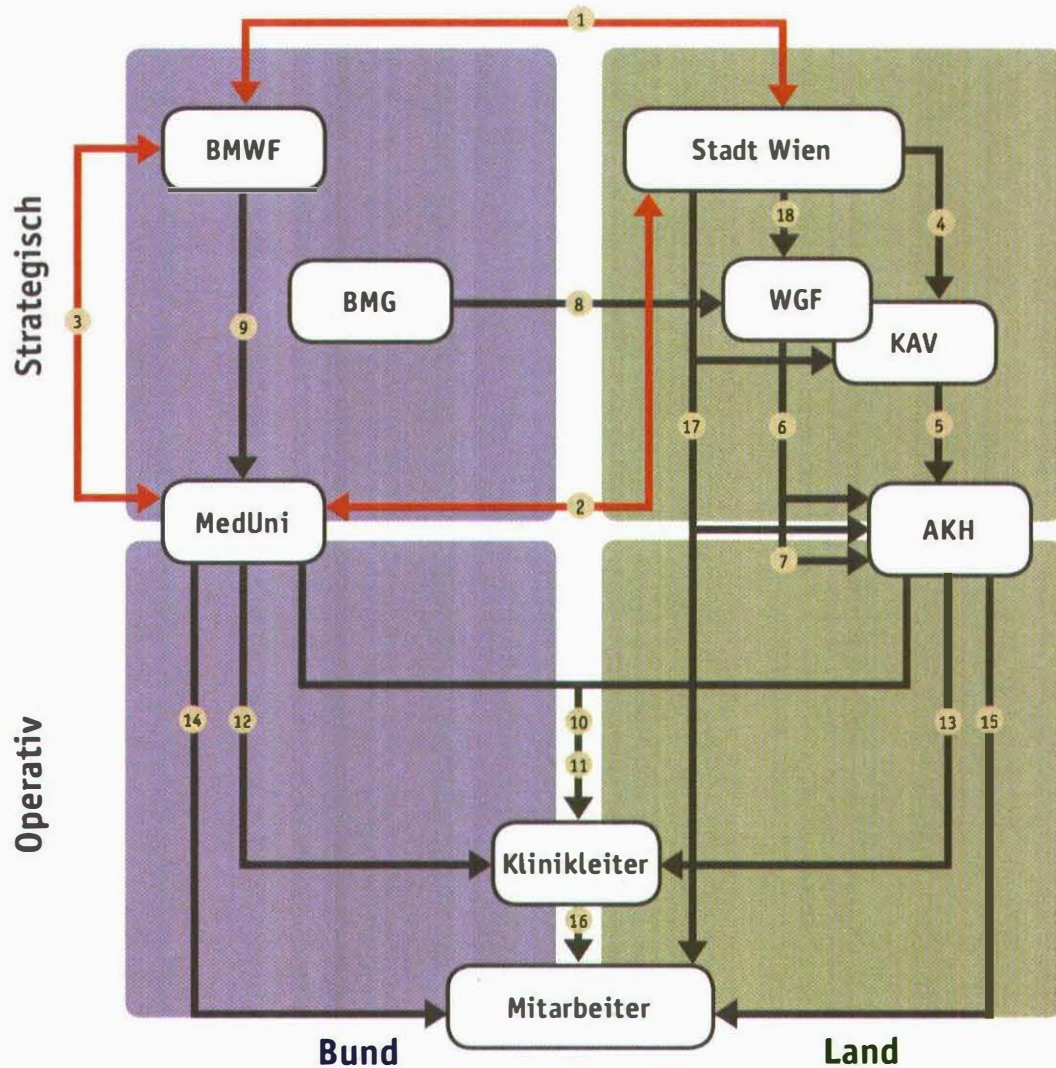 1
BMWF
Stadt Wien
Strategisch
18
4
BMG
8
WGF
3
9
KAV
17
6
5
MedUni
2
AKH
7
Operativ
14
12
10
13
15
11
Klinikleiter
16
Mitarbeiter
Bund
Land